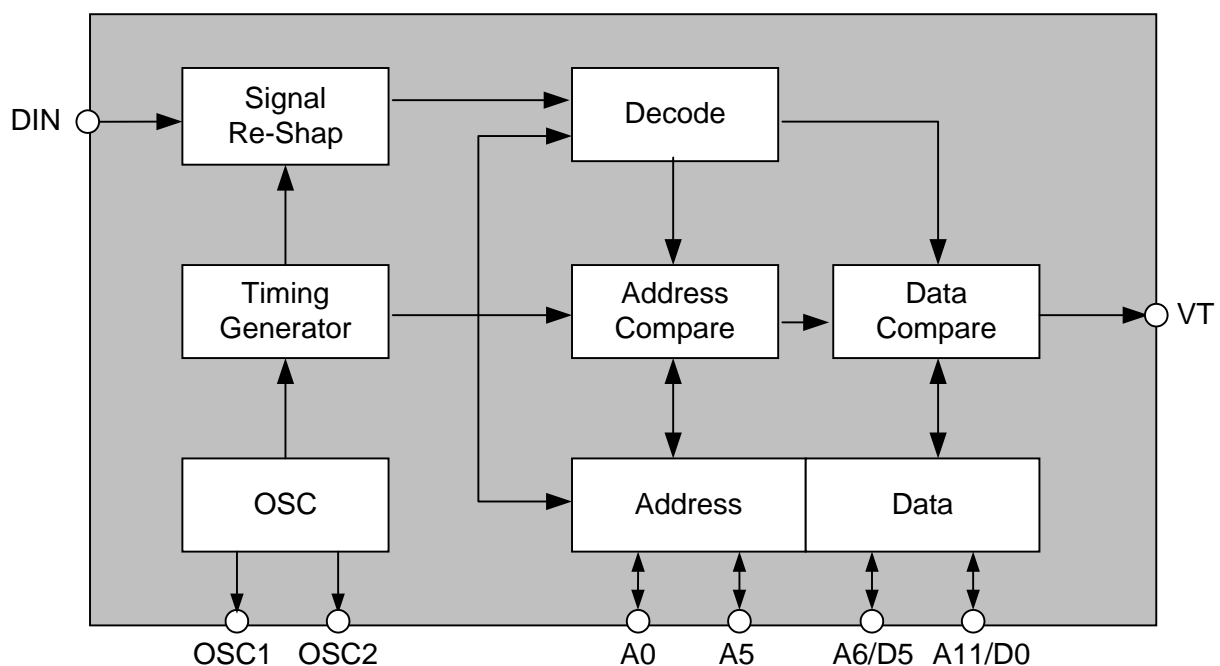 Signal
Re-Shap
Decode
DIN
Timing
Generator
Address
Compare
Data
Compare
VT
OSC
Address
Data
OSC1
OSC2
A0
A5
A6/D5
A11/D0